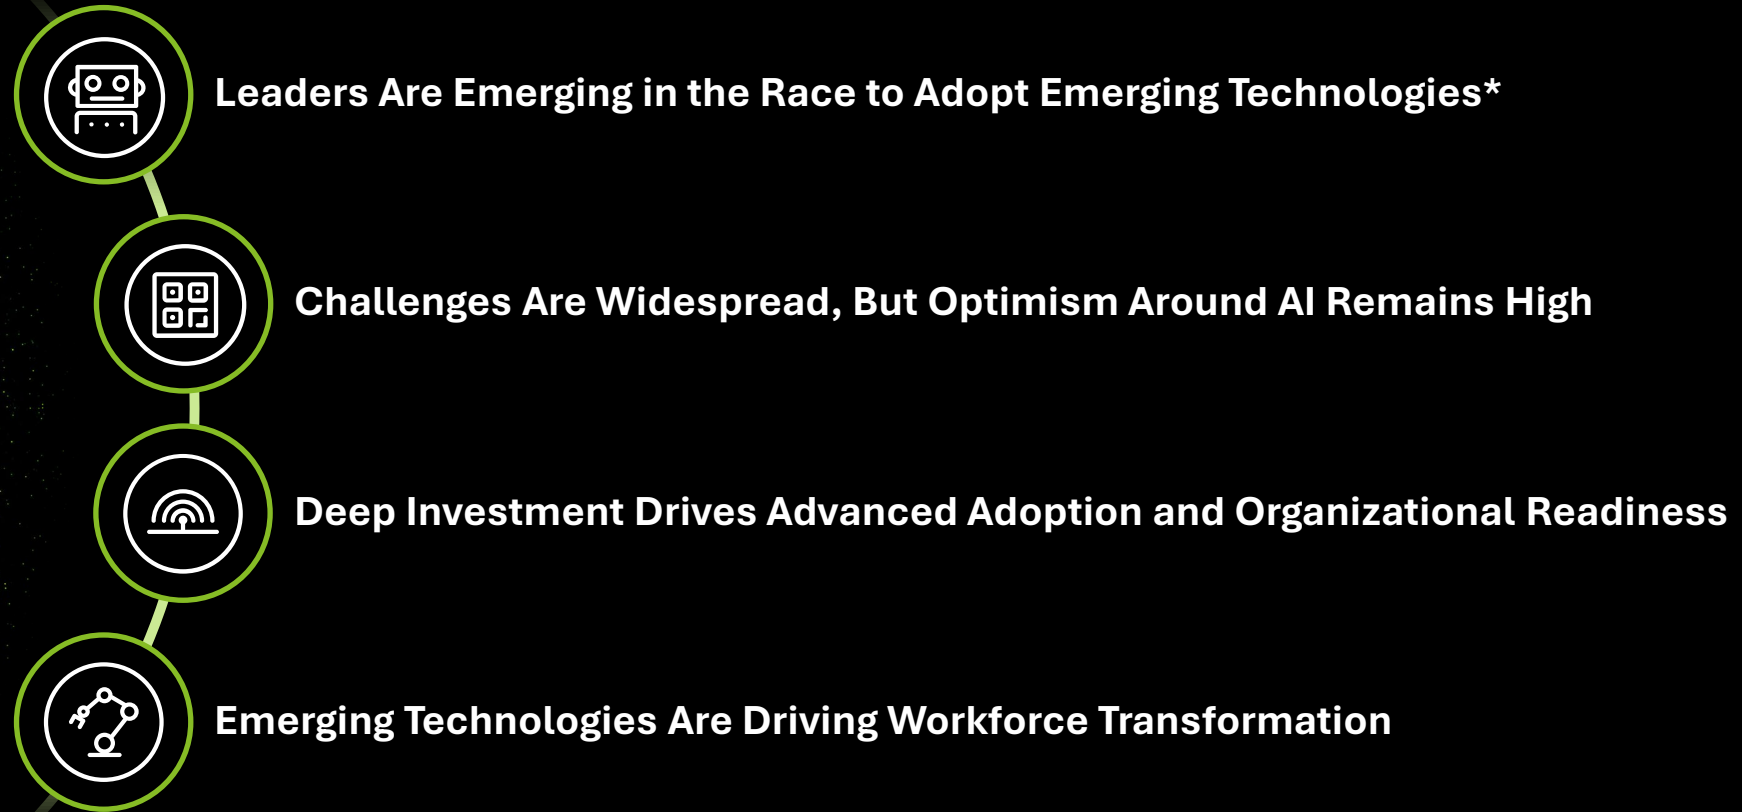 Leaders Are Emerging in the Race to Adopt Emerging Technologies*
Challenges Are Widespread, But Optimism Around AI Remains High
Deep Investment Drives Advanced Adoption and Organizational Readiness
Emerging Technologies Are Driving Workforce Transformation